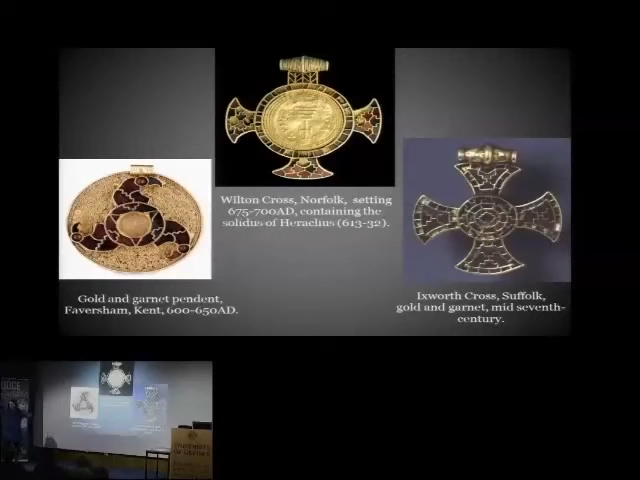 Wilton Cross, Norfolk, setting
675-700AD, containing the
solidus of Heraclius (613-32).
Gold and garnet pendent,
Faversham, Kent, 600-650AD.
Ixworth Cross, Suffolk,
gold and garnet, mid seventh-
century.